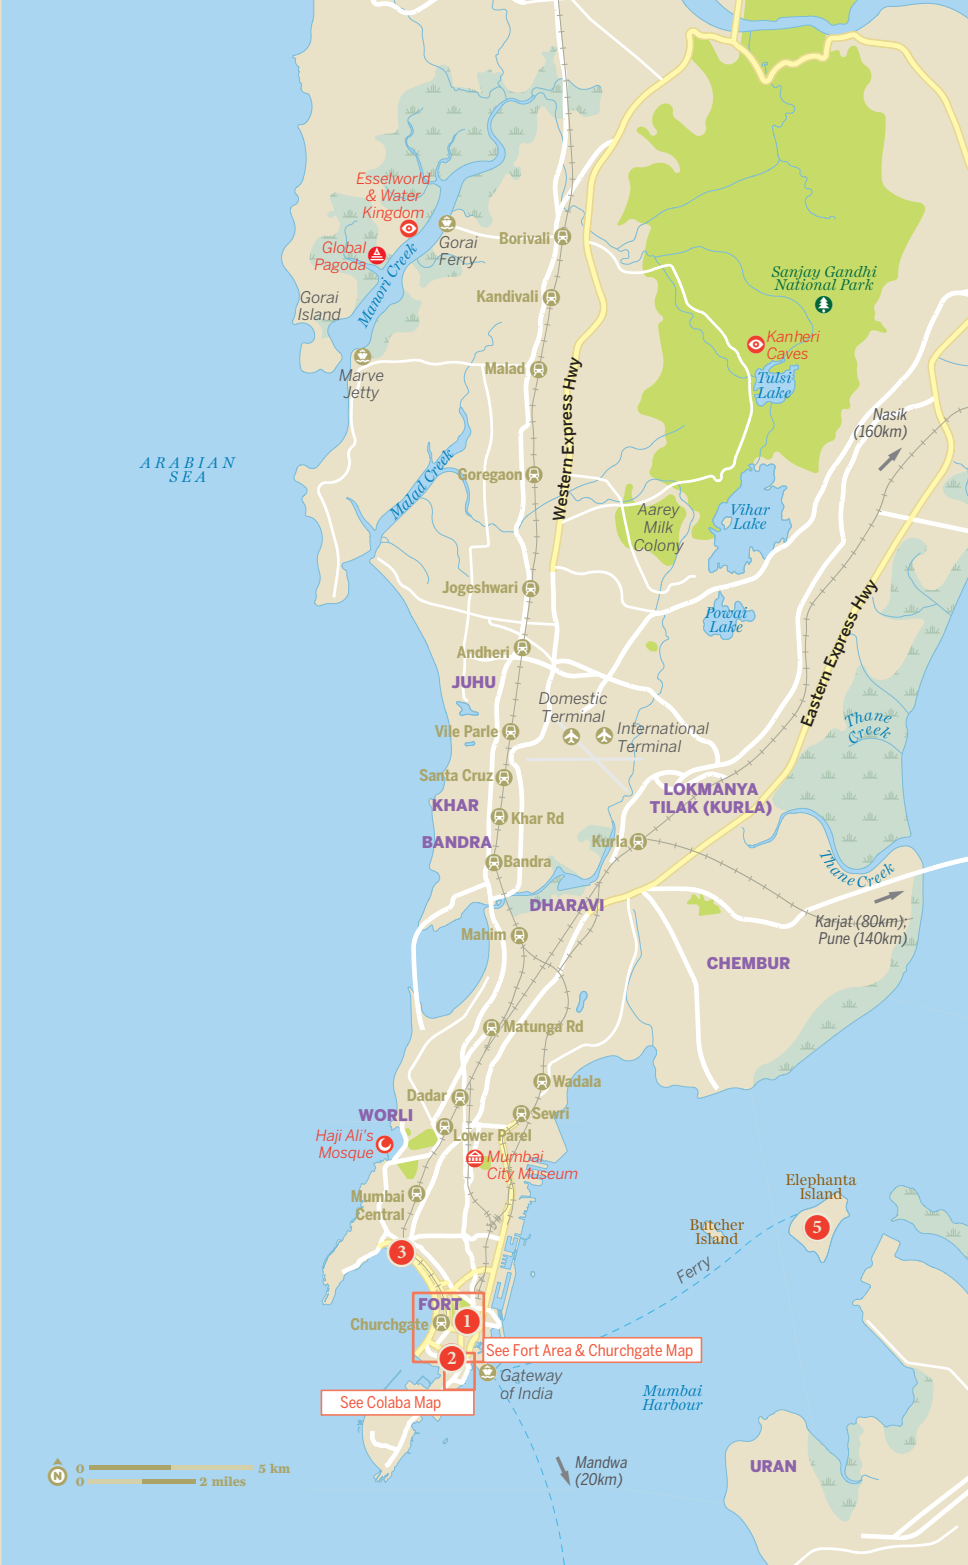 Esselworld
& Water
Kingdom
Global
Pagoda
Gorai
Ferry
Borivali
Manori Creek
Gorai
Island
Kandivali
Sanjay Gandhi
National Park
Kanheri
Caves
Marve
Jetty
Malad
Western Express Hwy
Tulsi
Lake
Nasik
(160km)
ARABIAN
SEA
Malad Creek
Goregaon
Aarey
Milk
Colony
Vihar
Lake
Jogeshwari
Powai
Lake
Eastern Express Hwy
Andheri
JUHU
Domestic
Terminal
International
Terminal
Thane
Creek
Vile Parle
Santa Cruz
LOKMANYA
TILAK (KURLA)
KHAR
Khar Rd
BANDRA
Kurla
Bandra
Thane Creek
DHARAVI
Karjat (80km);
Pune (140km)
Mahim
CHEMBUR
Matunga Rd
Wadala
Dadar
WORLI
Sewri
Haji Ali's
Mosque
Lower Parel
Mumbai
City Museum
Mumbai
Central
Elephanta
Island
5
Butcher
Island
3
Ferry
FORT
Churchgate
1
See Fort Area & Churchgate Map
2
Gateway
of India
See Colaba Map
Mumbai
Harbour
URAN
Mandwa
(20km)
N
0 5 km
0 2 miles